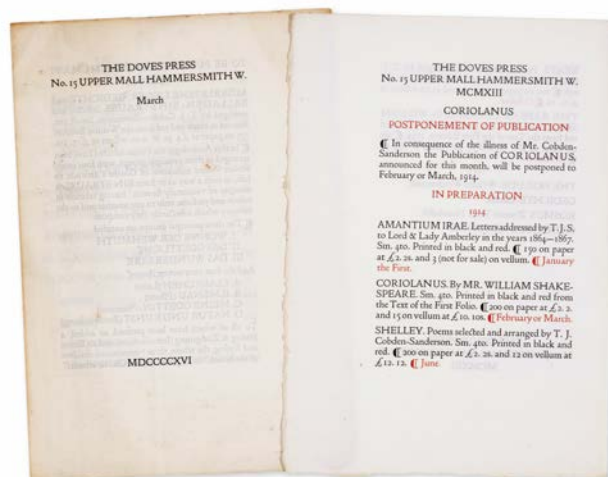 THE DOVES PRESS
No. 15 UPPER MALL HAMMERSMITH W.
March
MDCCCCXVI
THE DOVES PRESS
No. 15 UPPER MALL HAMMERSMITH W.
MCMXIII
CORIOLANUS
POSTPONEMENT OF PUBLICATION
¶ In consequence of the illness of Mr. Cobden-
Sanderson the Publication of CORIOLANUS,
announced for this month, will be postponed to
February or March, 1914.
IN PREPARATION
1914
AMANTIUM IRAE. Letters addressed by T. J. S.
to Lord & Lady Amberley in the years 1864–1867.
Sm. 4to. Printed in black and red. ¶ 150 on paper
at £2. 2s. and 3 (not for sale) on vellum. ¶ January
the First.
CORIOLANUS. By MR. WILLIAM SHAKE-
SPEARE. Sm. 4to. Printed in black and red from
the Text of the First Folio. ¶ 200 on paper at £2. 2.
and 15 on vellum at £10. 10s. ¶ February or March.
SHELLEY. Poems selected and arranged by T. J.
Cobden-Sanderson. Sm. 4to. Printed in black and
red. ¶ 200 on paper at £2. 2s. and 12 on vellum at
£12. 12. ¶ June.